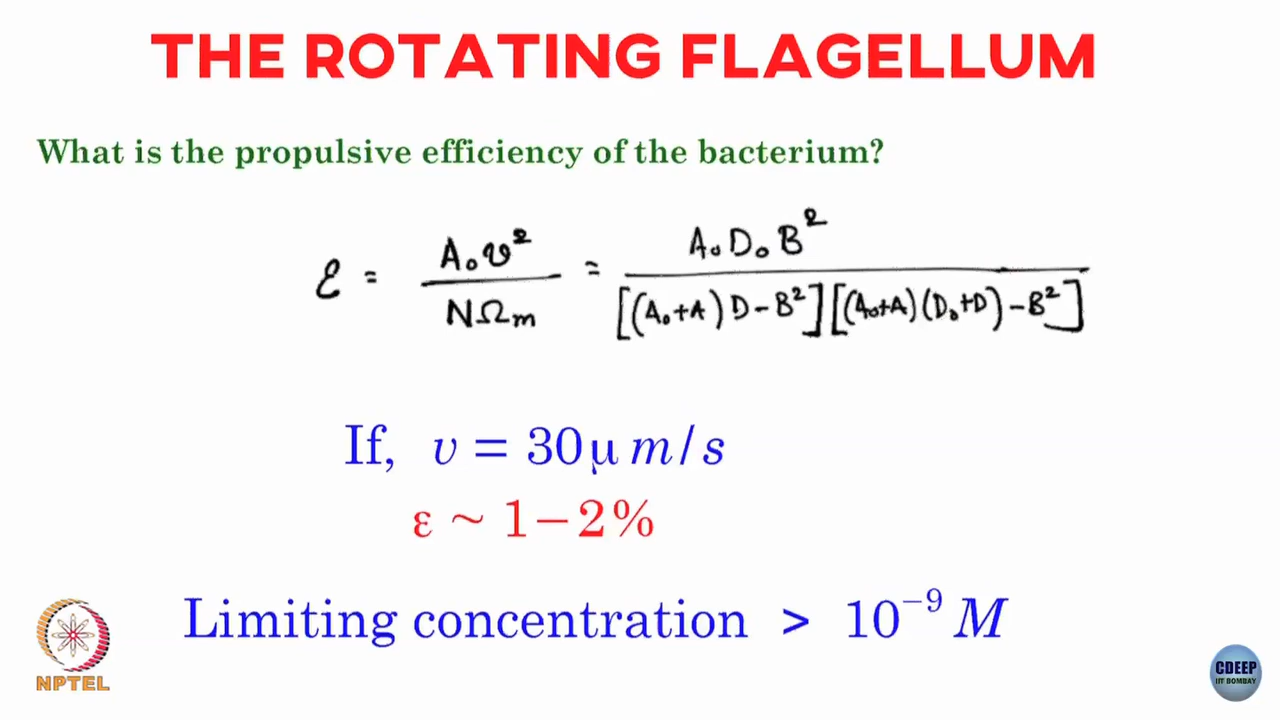 THE ROTATING FLAGELLUM
What is the propulsive efficiency of the bacterium?
ε = A₀v² / NΩₘ = A₀D₀B² / [(A₀+A)D−B²][(A₀+A)(D₀+D)−B²]
If, v = 30μ m/s
ε ~ 1−2%
Limiting concentration > 10⁻⁹ M
NPTEL
CDEEP
IIT BOMBAY